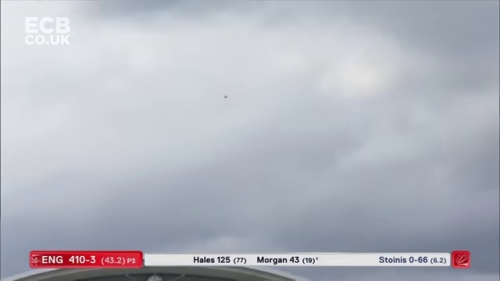 ECB
CO.UK
ENG 410-3 (43.2) P3 Hales 125 (77) Morgan 43 (19)* Stoinis 0-66 (6.2)